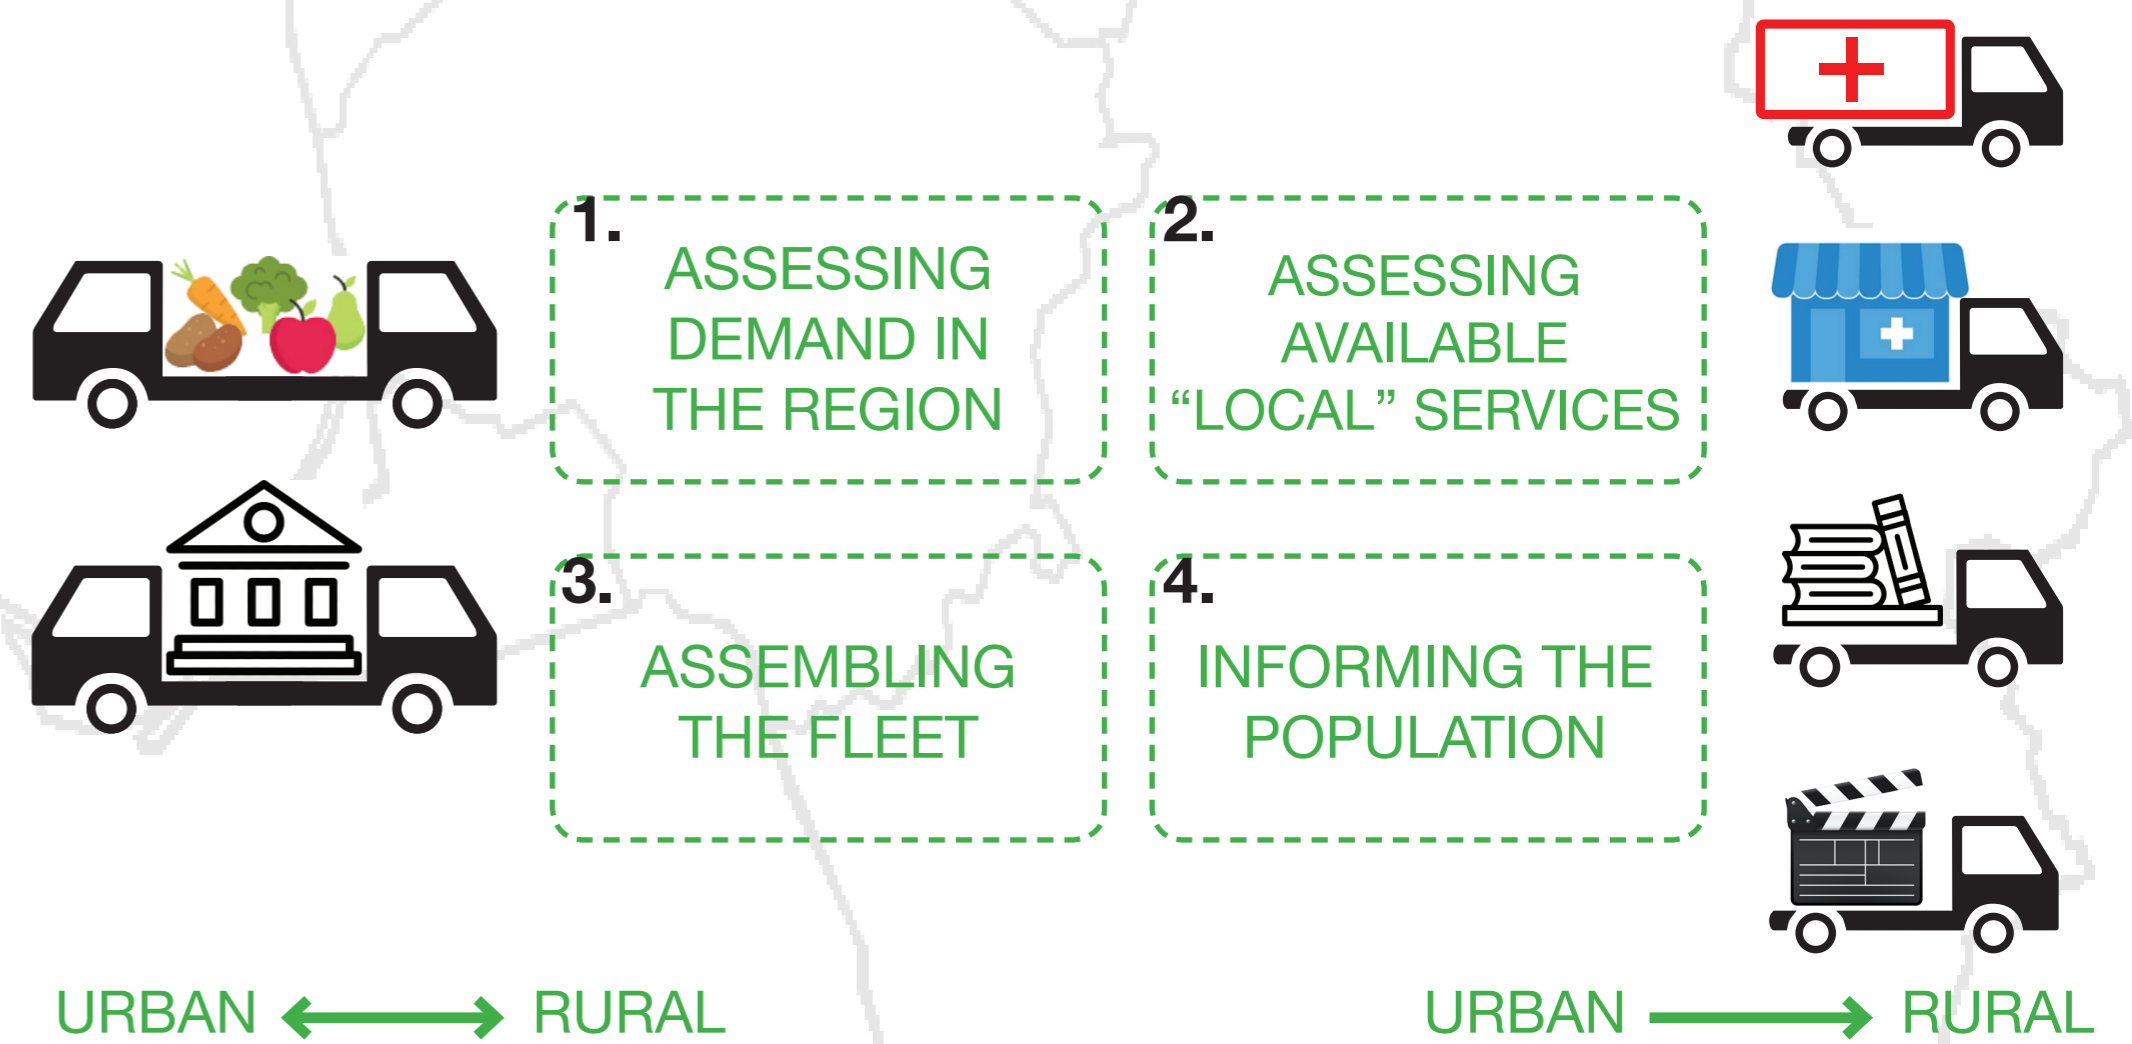 1.
ASSESSING
DEMAND IN
THE REGION
2.
ASSESSING
AVAILABLE
“LOCAL” SERVICES
3.
ASSEMBLING
THE FLEET
4.
INFORMING THE
POPULATION
URBAN RURAL
URBAN RURAL